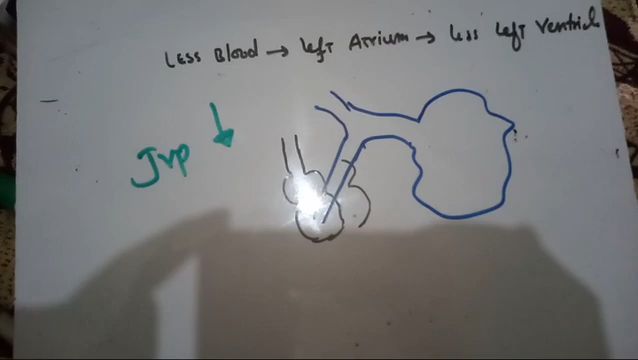 Less Blood → Left Atrium → less Left Ventricle
Jvp ↓